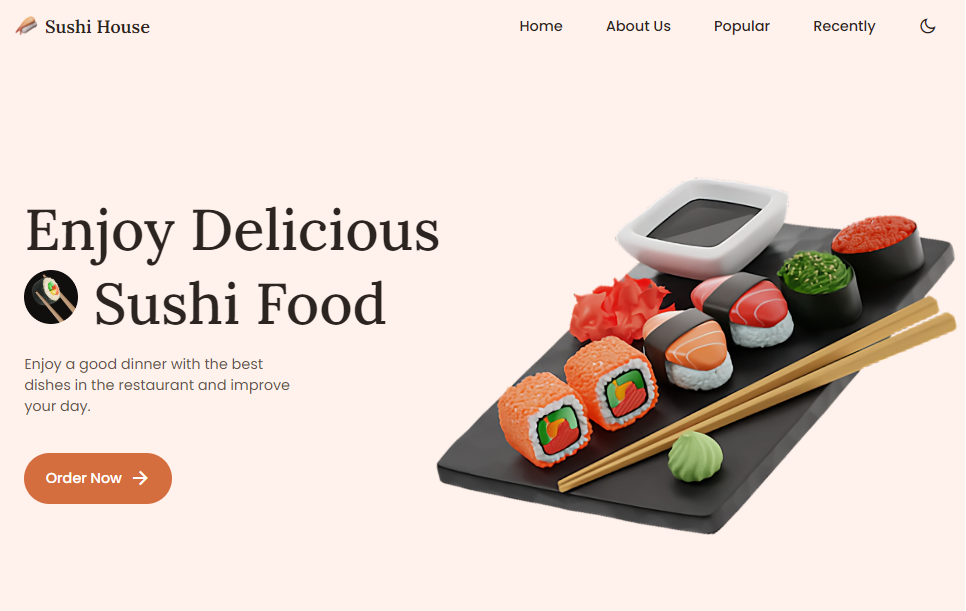 Sushi House
Home
About Us
Popular
Recently
Enjoy Delicious
Sushi Food
Enjoy a good dinner with the best
dishes in the restaurant and improve
your day.
Order Now